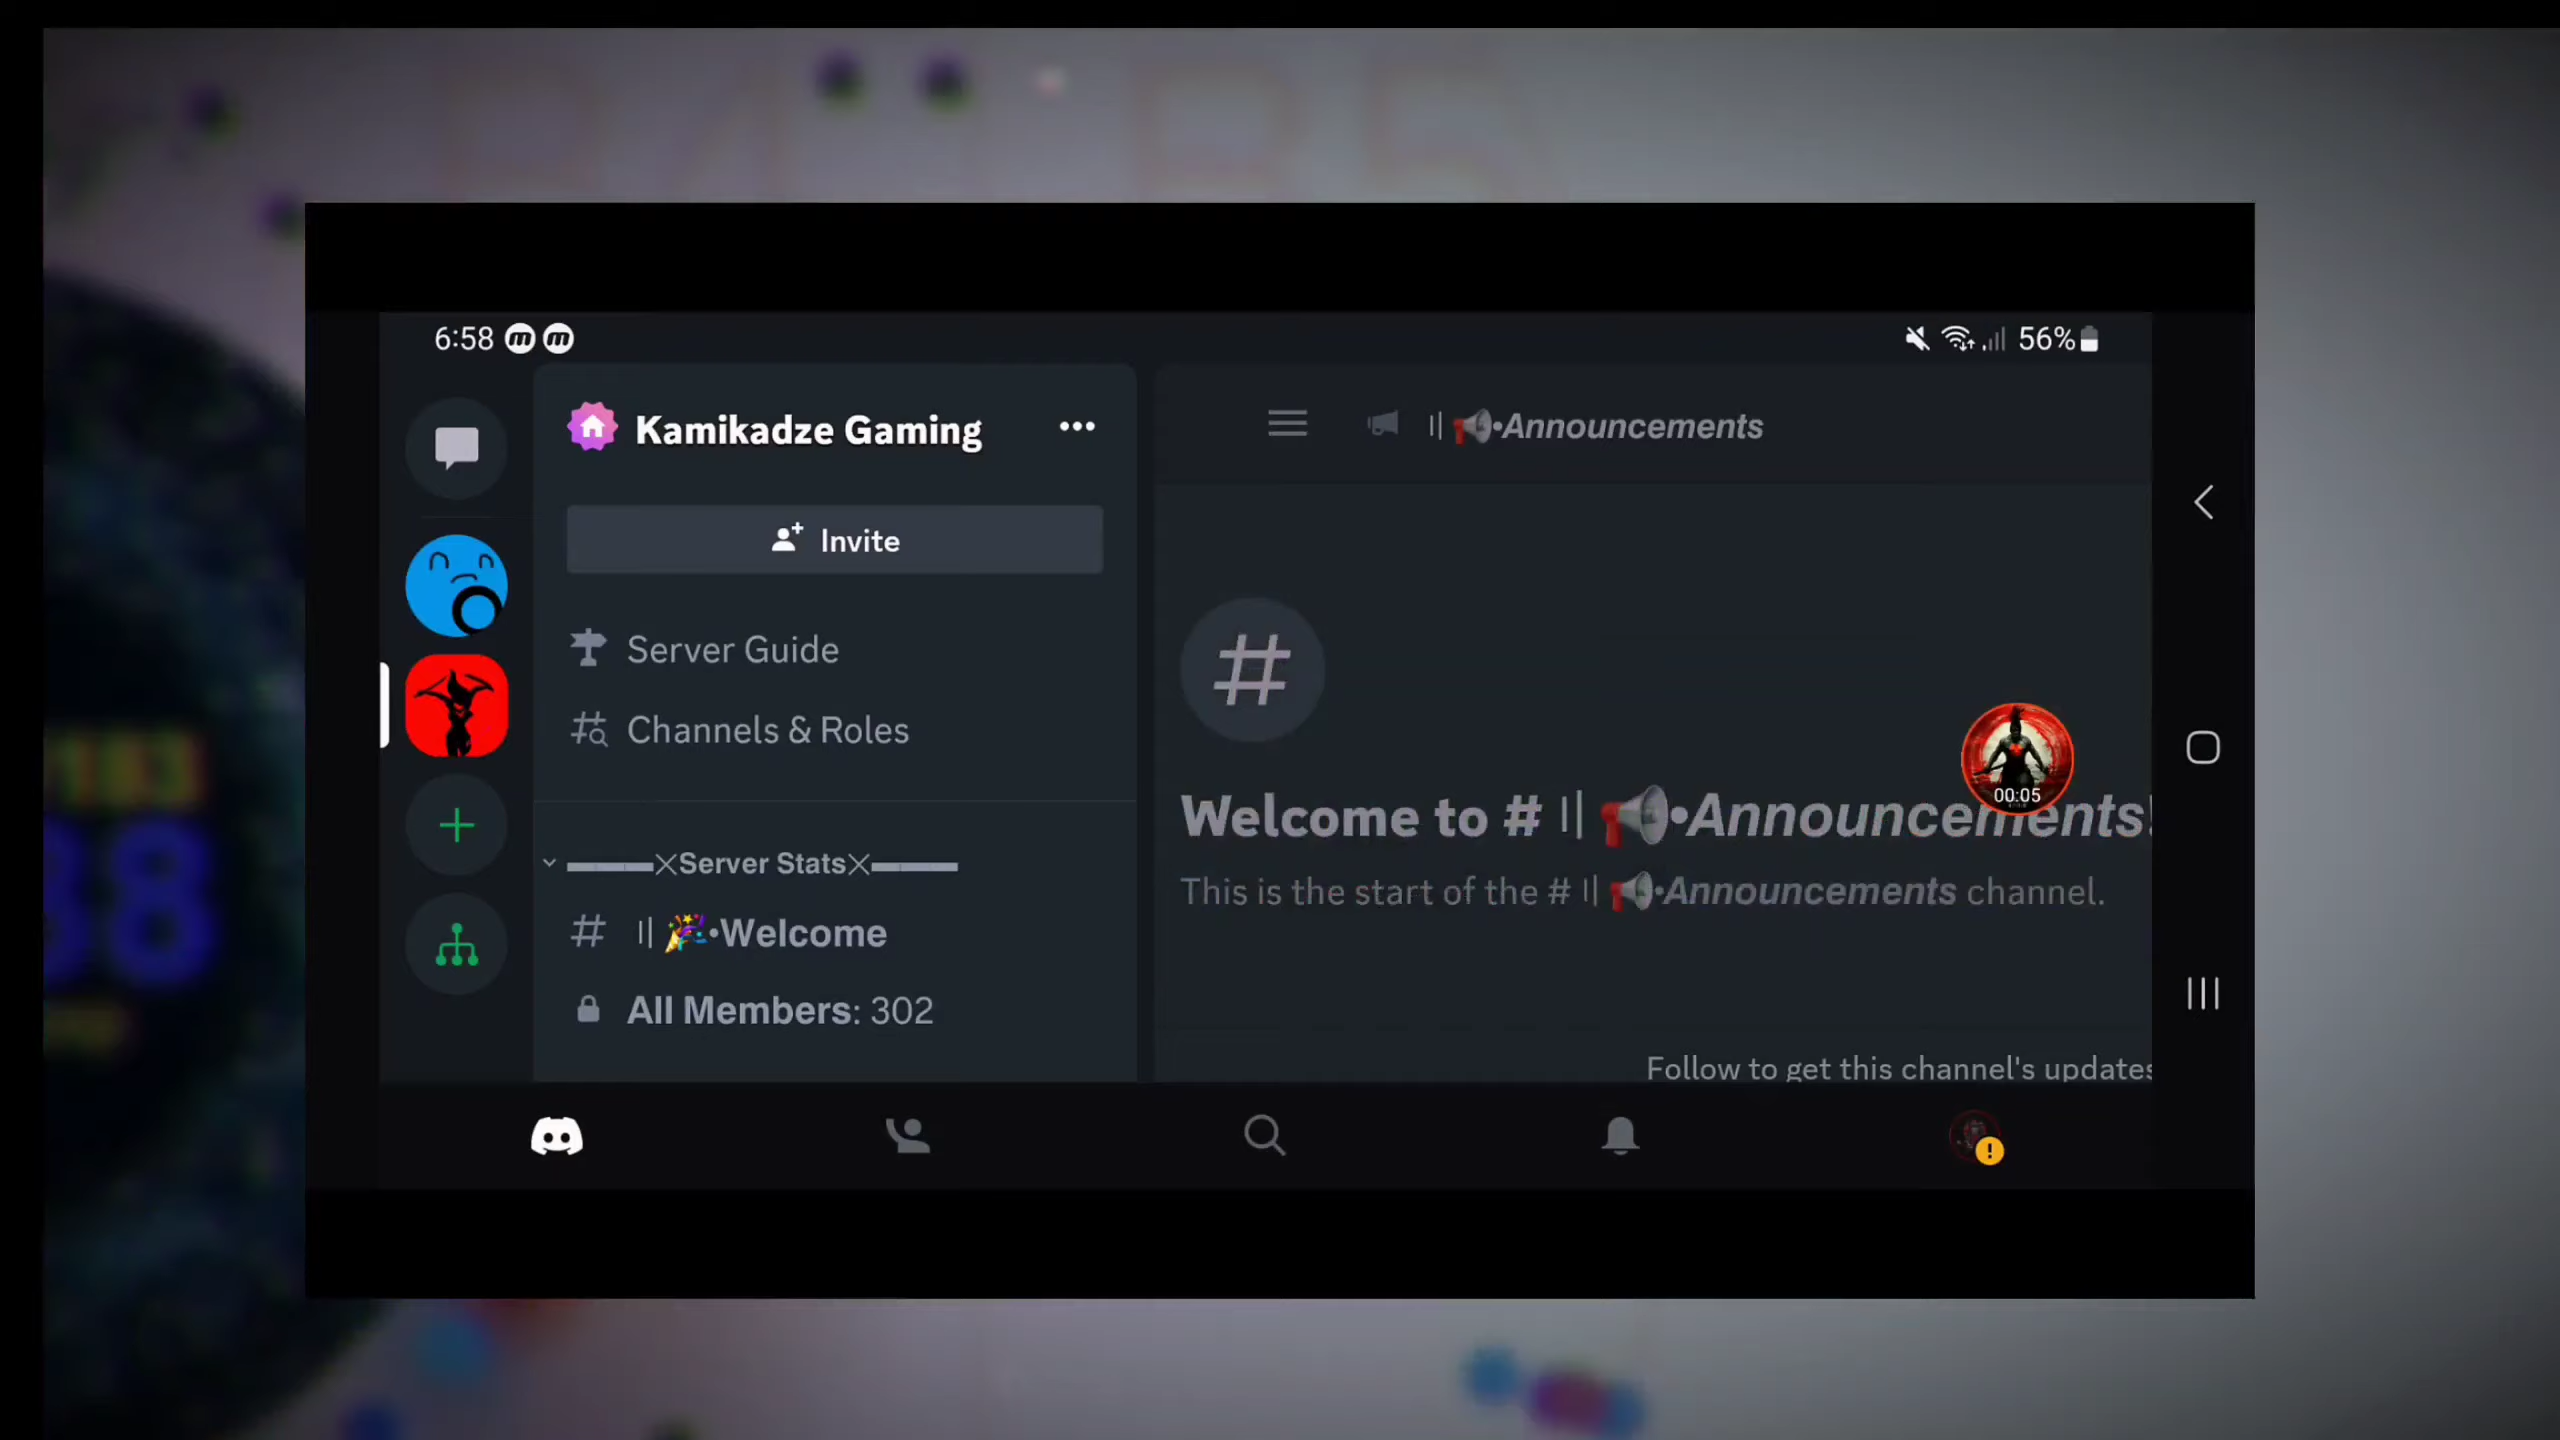 6:58
56%
Kamikadze Gaming
Invite
Server Guide
Channels & Roles
Server Stats
# 〢🎉•Welcome
All Members: 302
〢📢•Announcements
#
Welcome to # 〢📢•Announcements!
This is the start of the # 〢📢•Announcements channel.
00:05
Follow to get this channel's updates